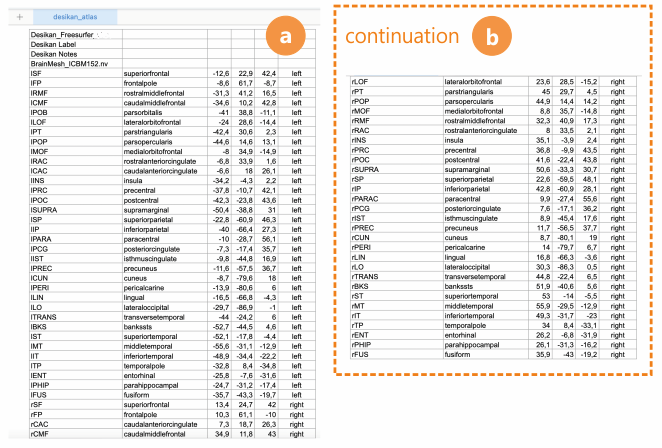 + desikan_atlas
a
Desikan_Freesurfer
Desikan Label
Desikan Notes
BrainMesh_ICBM152.nv
lSF superiorfrontal -12,6 22,9 42,4 left
lFP frontalpole -8,6 61,7 -8,7 left
lRMF rostralmiddlefrontal -31,3 41,2 16,5 left
lCMF caudalmiddlefrontal -34,6 10,2 42,8 left
lPOB parsorbitalis -41 38,8 -11,1 left
lLOF lateralorbitofrontal -24 28,6 -14,4 left
lPT parstriangularis -42,4 30,6 2,3 left
lPOP parsopercularis -44,6 14,6 13,1 left
lMOF medialorbitofrontal -8 34,9 -14,9 left
lRAC rostralanteriorcingulate -6,8 33,9 1,6 left
lCAC caudalanteriorcingulate -6,6 18 26,1 left
lINS insula -34,2 -4,3 2,2 left
lPRC precentral -37,8 -10,7 42,1 left
lPOC postcentral -42,3 -23,8 43,6 left
lSUPRA supramarginal -50,4 -38,8 31 left
lSP superiorparietal -22,8 -60,9 46,3 left
lIP inferiorparietal -40 -66,4 27,3 left
lPARA paracentral -10 -28,7 56,1 left
lPCG posteriorcingulate -7,3 -17,4 35,7 left
lIST isthmuscingulate -9,8 -44,8 16,9 left
lPREC precuneus -11,6 -57,5 36,7 left
lCUN cuneus -8,7 -79,6 18 left
lPERI pericalcarine -13,9 -80,6 6 left
lLIN lingual -16,5 -66,8 -4,3 left
lLO lateraloccipital -29,7 -86,9 -1 left
lTRANS transversetemporal -44 -24,2 6 left
lBKS bankssts -52,7 -44,5 4,6 left
lST superiortemporal -52,1 -17,8 -4,4 left
lMT middletemporal -55,6 -31,1 -12,9 left
lIT inferiortemporal -48,9 -34,4 -22,2 left
lTP temporalpole -32,8 8,4 -34,8 left
lENT entorhinal -25,8 -7,6 -31,6 left
lPHIP parahippocampal -24,7 -31,2 -17,4 left
lFUS fusiform -35,7 -43,3 -19,7 left
rSF superiorfrontal 13,4 24,7 42 right
rFP frontalpole 10,3 61,1 -10 right
rCAC caudalanteriorcingulate 7,3 18,7 26,3 right
rCMF caudalmiddlefrontal 34,9 11,8 43 right
continuation b
rLOF lateralorbitofrontal 23,6 28,5 -15,2 right
rPT parstriangularis 45 29,7 4,5 right
rPOP parsopercularis 44,9 14,4 14,2 right
rMOF medialorbitofrontal 8,8 35,7 -14,8 right
rRMF rostralmiddlefrontal 32,3 40,9 17,3 right
rRAC rostralanteriorcingulate 8 33,5 2,1 right
rINS insula 35,1 -3,9 2,4 right
rPRC precentral 36,8 -9,9 43,5 right
rPOC postcentral 41,6 -22,4 43,8 right
rSUPRA supramarginal 50,6 -33,3 30,7 right
rSP superiorparietal 22,6 -59,5 48,1 right
rIP inferiorparietal 42,8 -60,9 28,1 right
rPARAC paracentral 9,9 -27,4 55,6 right
rPCG posteriorcingulate 7,6 -17,1 36,2 right
rIST isthmuscingulate 8,9 -45,4 17,6 right
rPREC precuneus 11,7 -56,5 37,7 right
rCUN cuneus 8,7 -80,1 19 right
rPERI pericalcarine 14 -79,7 6,7 right
rLIN lingual 16,8 -66,3 -3,6 right
rLO lateraloccipital 30,3 -86,3 0,5 right
rTRANS transversetemporal 44,8 -22,4 6,5 right
rBKS bankssts 51,9 -40,6 5,6 right
rST superiortemporal 53 -14 -5,5 right
rMT middletemporal 55,9 -29,5 -12,9 right
rIT inferiortemporal 49,3 -31,7 -23 right
rTP temporalpole 34 8,4 -33,1 right
rENT entorhinal 26,2 -6,8 -31,9 right
rPHIP parahippocampal 26,1 -31,3 -16,2 right
rFUS fusiform 35,9 -43 -19,2 right